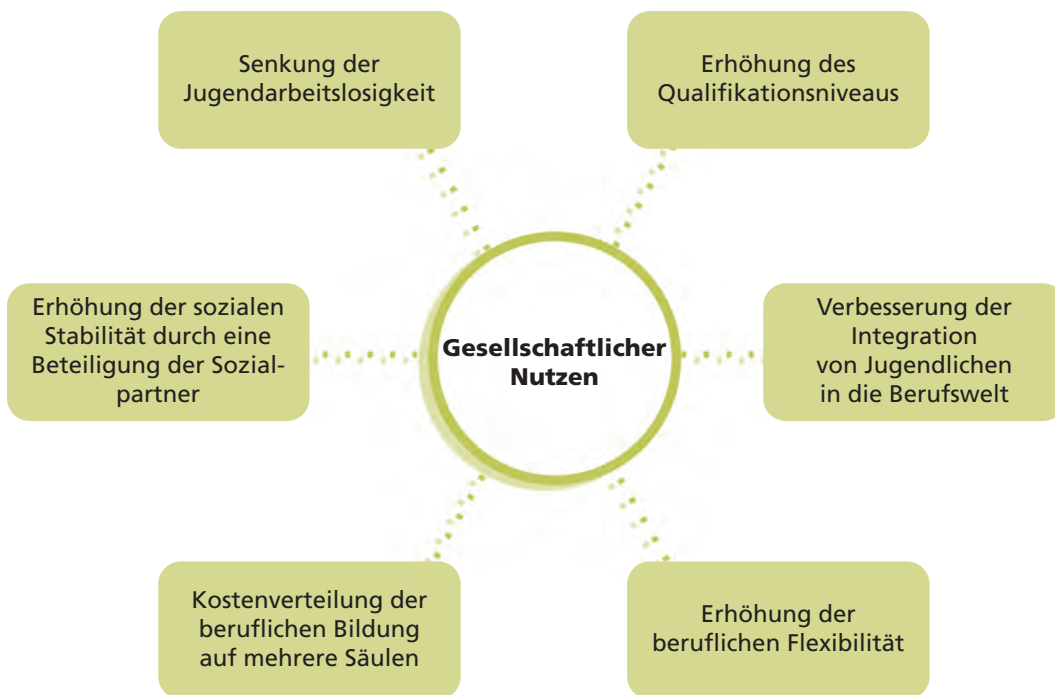 Senkung der
Jugendarbeitslosigkeit
Erhöhung des
Qualifikationsniveaus
Erhöhung der sozialen
Stabilität durch eine
Beteiligung der Sozial-
partner
Gesellschaftlicher
Nutzen
Verbesserung der
Integration
von Jugendlichen
in die Berufswelt
Kostenverteilung der
beruflichen Bildung
auf mehrere Säulen
Erhöhung der
beruflichen Flexibilität